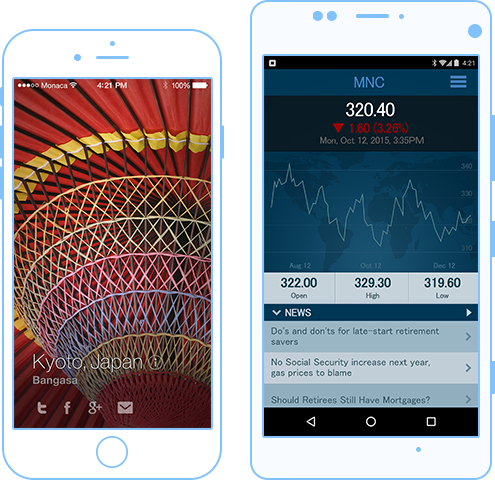 Monaca
4:21 PM
100%
Kyoto, Japan
Bangasa
4:21
MNC
320.40
1.60 (3.26%)
Mon, Oct 12, 2015, 3:35PM
340
310
Aug 12
Oct 12
Dec 12
322.00
329.30
319.60
Open
High
Low
NEWS
Do's and don'ts for late-start retirement
savers
No Social Security increase next year,
gas prices to blame
Should Retirees Still Have Mortgages?